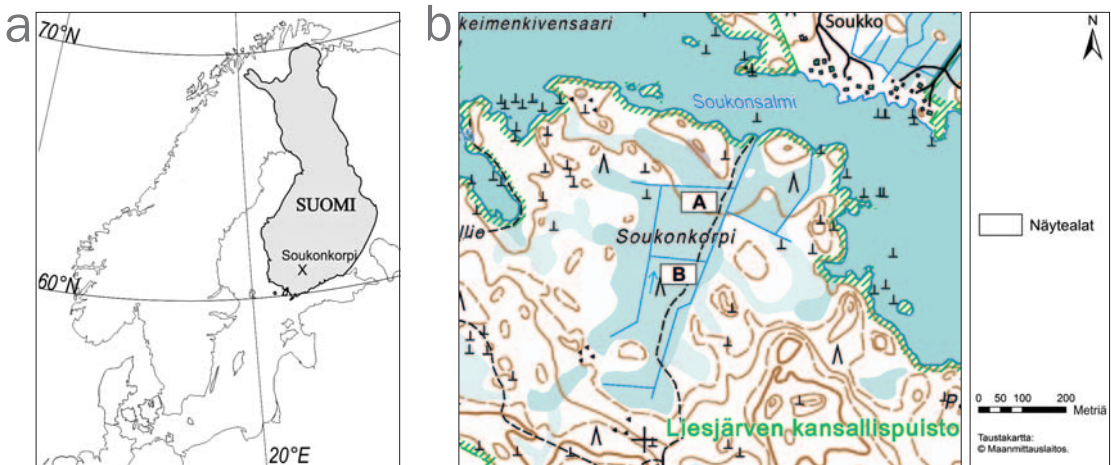 a
70°N
SUOMI
Soukonkorpi
X
60°N
20°E
b
keimenkivensaari
Soukko
Soukonsalmi
A
llie
Soukonkorpi
B
Liesjärven kansallispuisto
N
Näytealat
0 50 100 200
Metriä
Taustakartta:
© Maanmittauslaitos.